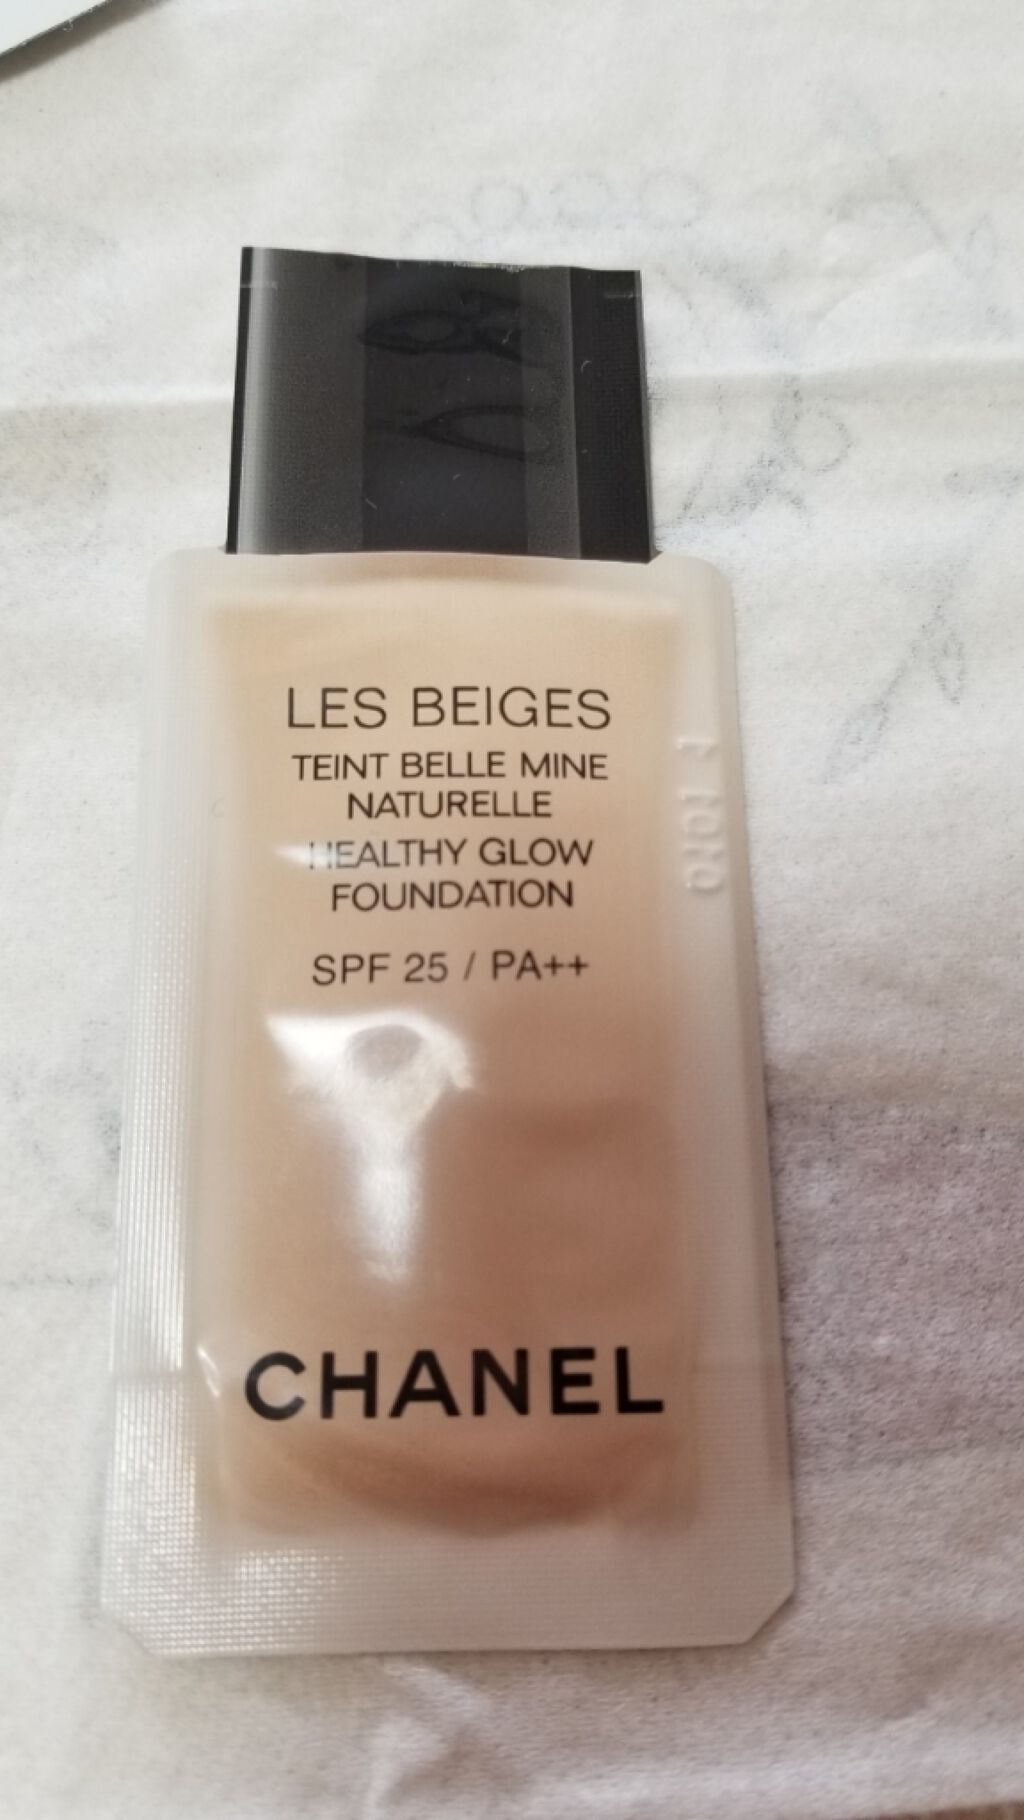 LES BEIGES
TEINT BELLE MINE
NATURELLE
HEALTHY GLOW
FOUNDATION
SPF 25 / PA++
CHANEL